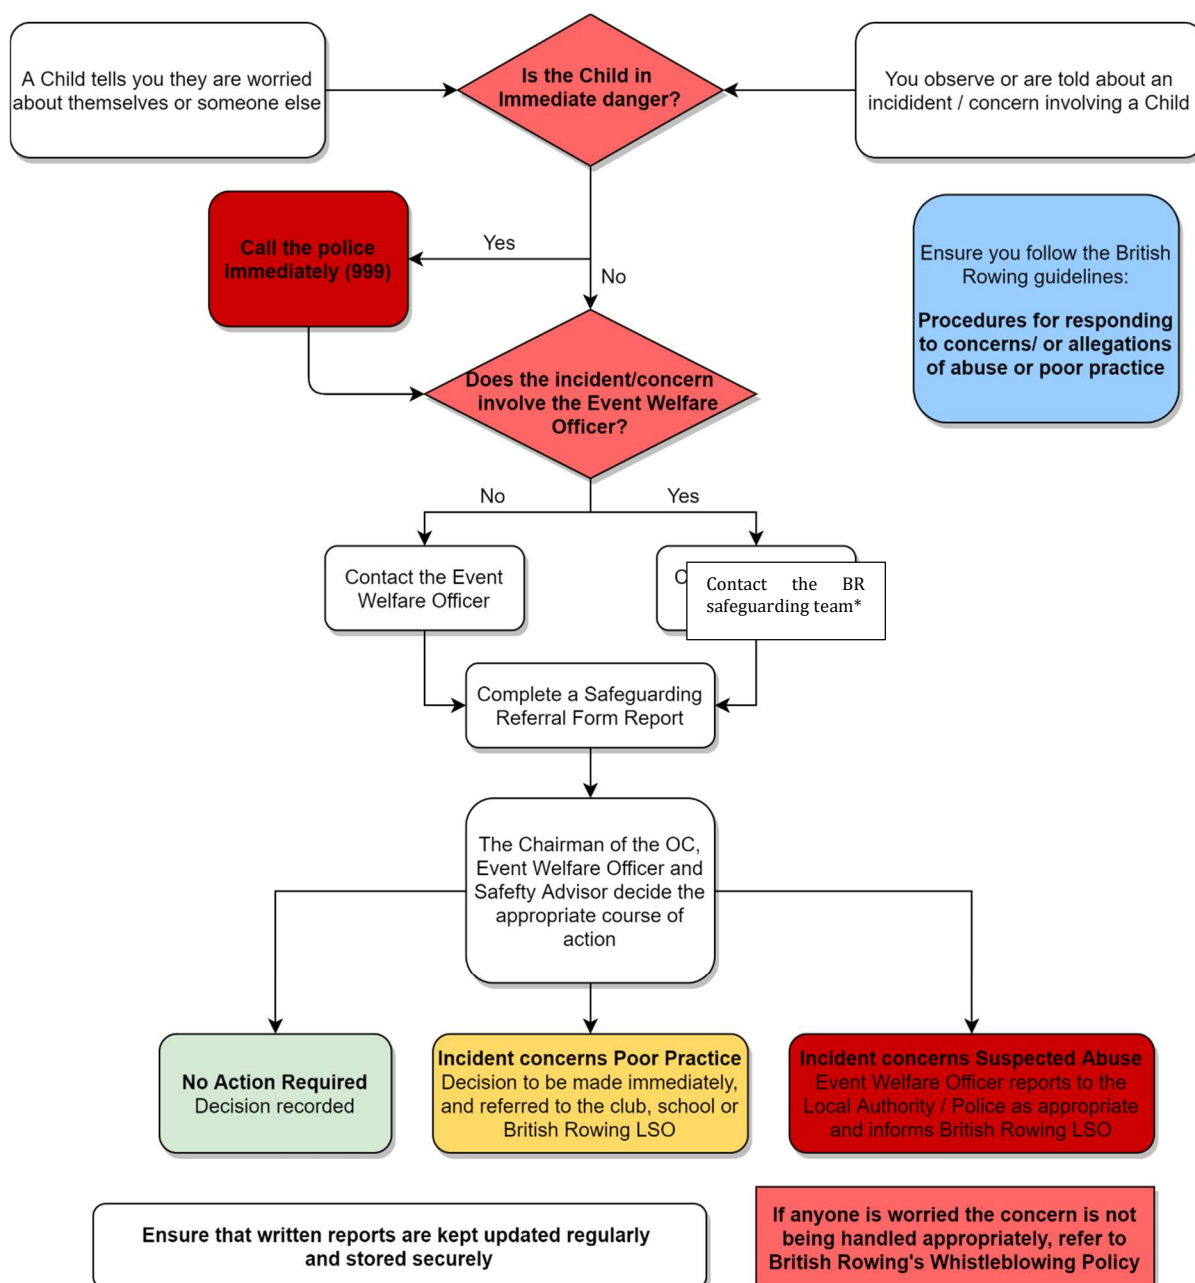 A Child tells you they are worried
about themselves or someone else
Is the Child in
Immediate danger?
You observe or are told about an
incidident / concern involving a Child
Call the police
immediately (999)
Yes
No
Ensure you follow the British
Rowing guidelines:
Procedures for responding
to concerns/ or allegations
of abuse or poor practice
Does the incident/concern
involve the Event Welfare
Officer?
No
Yes
Contact the Event
Welfare Officer
Contact the BR
safeguarding team*
Complete a Safeguarding
Referral Form Report
The Chairman of the OC,
Event Welfare Officer and
Safefty Advisor decide the
appropriate course of
action
No Action Required
Decision recorded
Incident concerns Poor Practice
Decision to be made immediately,
and referred to the club, school or
British Rowing LSO
Incident concerns Suspected Abuse
Event Welfare Officer reports to the
Local Authority / Police as appropriate
and informs British Rowing LSO
Ensure that written reports are kept updated regularly
and stored securely
If anyone is worried the concern is not
being handled appropriately, refer to
British Rowing's Whistleblowing Policy